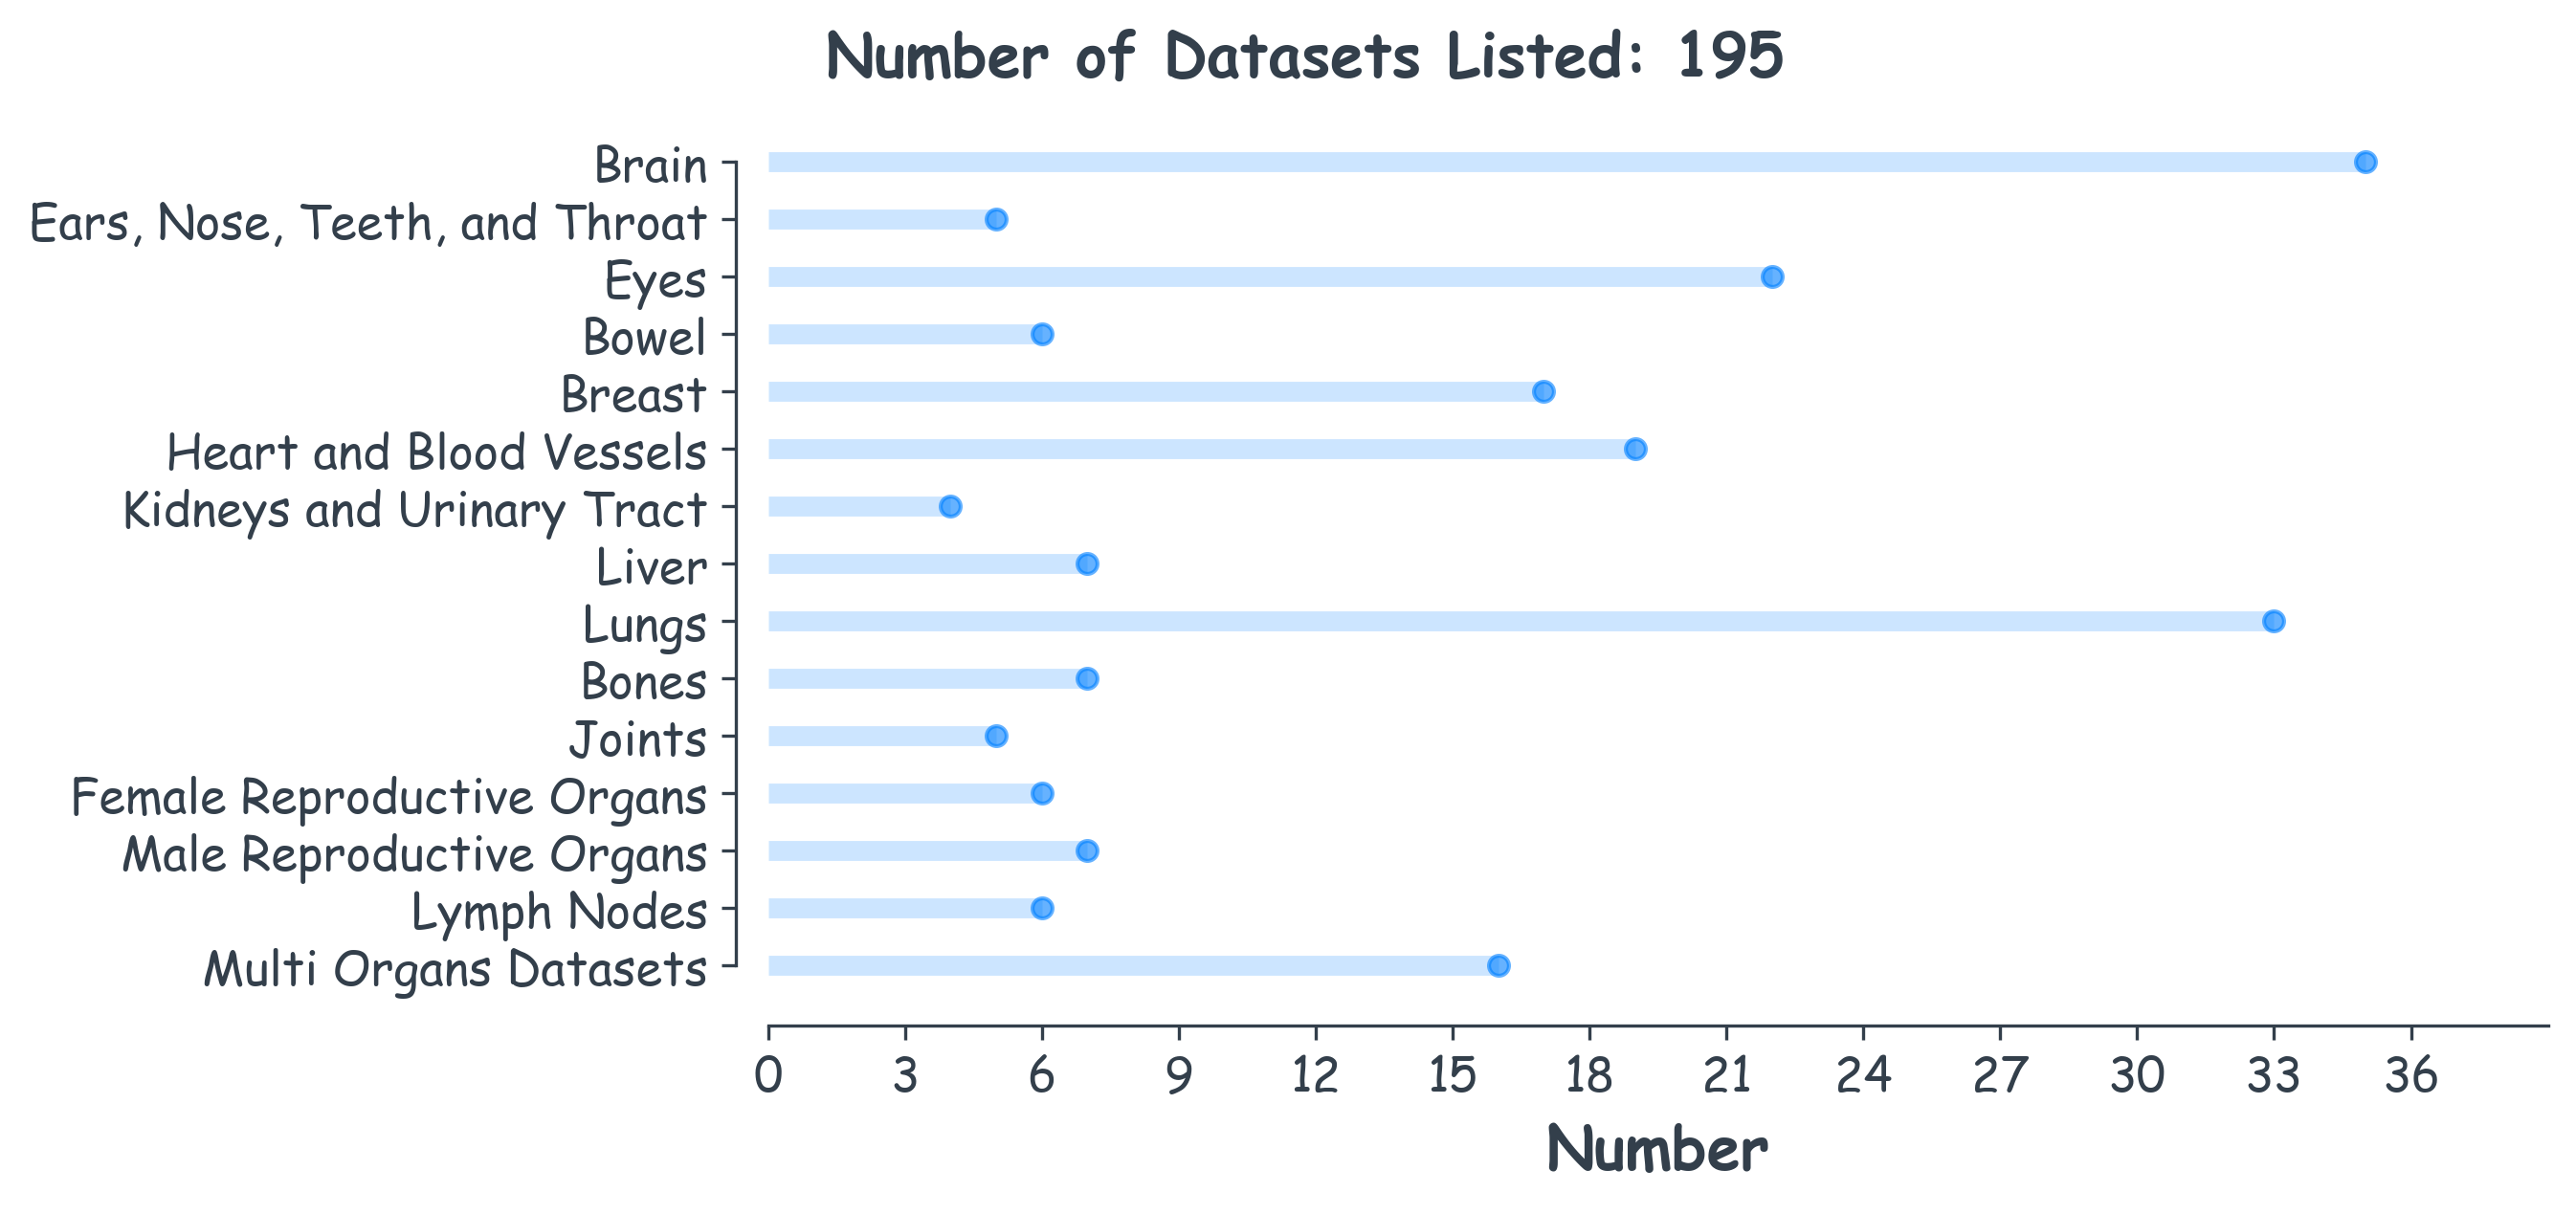 Number of Datasets Listed: 195
Brain
Ears, Nose, Teeth, and Throat
Eyes
Bowel
Breast
Heart and Blood Vessels
Kidneys and Urinary Tract
Liver
Lungs
Bones
Joints
Female Reproductive Organs
Male Reproductive Organs
Lymph Nodes
Multi Organs Datasets
0 3 6 9 12 15 18 21 24 27 30 33 36
Number